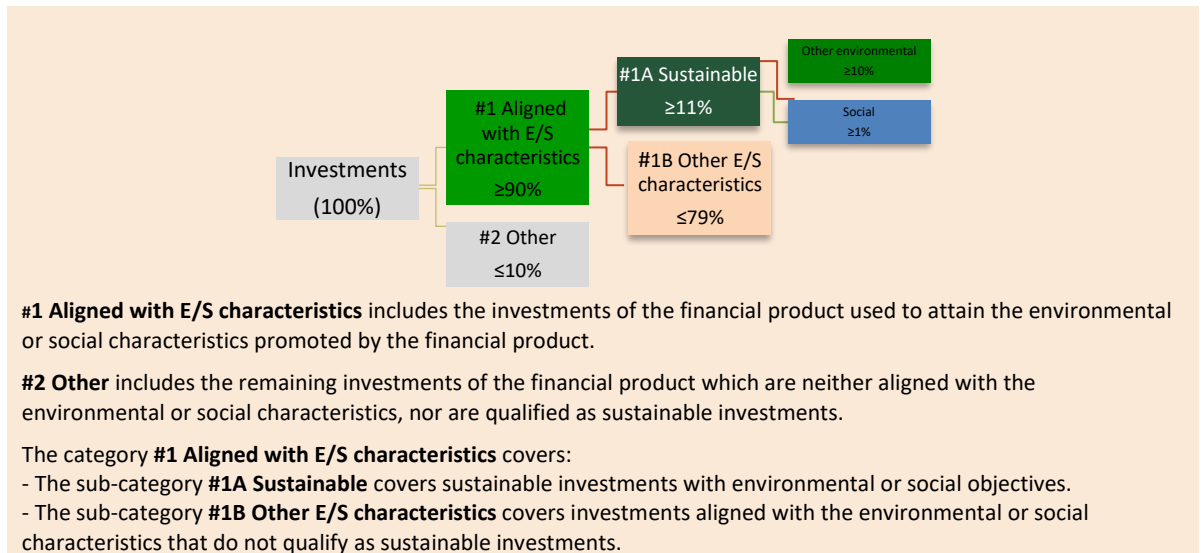 Investments
(100%)
#1 Aligned
with E/S
characteristics
≥90%
#2 Other
≤10%
#1A Sustainable
≥11%
#1B Other E/S
characteristics
≤79%
Other environmental
≥10%
Social
≥1%
#1 Aligned with E/S characteristics includes the investments of the financial product used to attain the environmental
or social characteristics promoted by the financial product.
#2 Other includes the remaining investments of the financial product which are neither aligned with the
environmental or social characteristics, nor are qualified as sustainable investments.
The category #1 Aligned with E/S characteristics covers:
- The sub-category #1A Sustainable covers sustainable investments with environmental or social objectives.
- The sub-category #1B Other E/S characteristics covers investments aligned with the environmental or social
characteristics that do not qualify as sustainable investments.